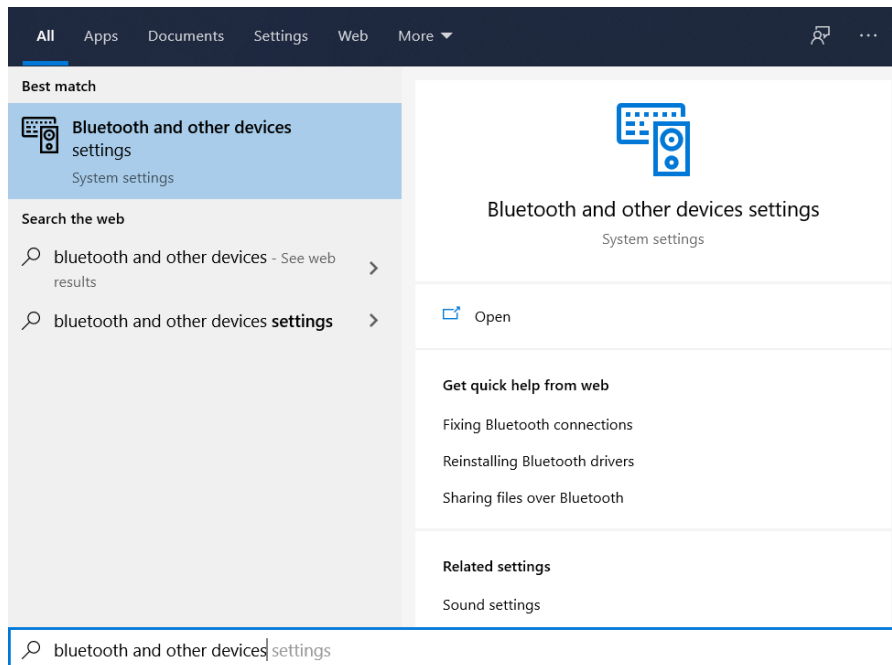 All Apps Documents Settings Web More
Best match
Bluetooth and other devices
settings
System settings
Search the web
bluetooth and other devices - See web
results
bluetooth and other devices settings
Bluetooth and other devices settings
System settings
Open
Get quick help from web
Fixing Bluetooth connections
Reinstalling Bluetooth drivers
Sharing files over Bluetooth
Related settings
Sound settings
bluetooth and other devices settings